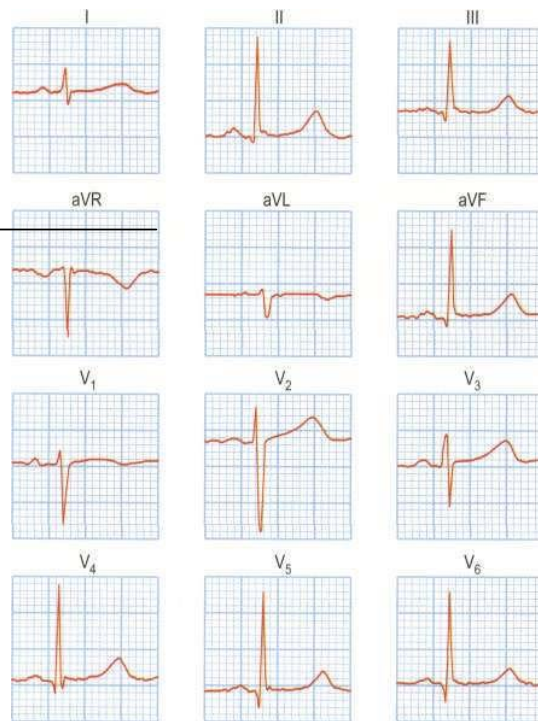 I II III
aVR aVL aVF
V₁ V₂ V₃
V₄ V₅ V₆